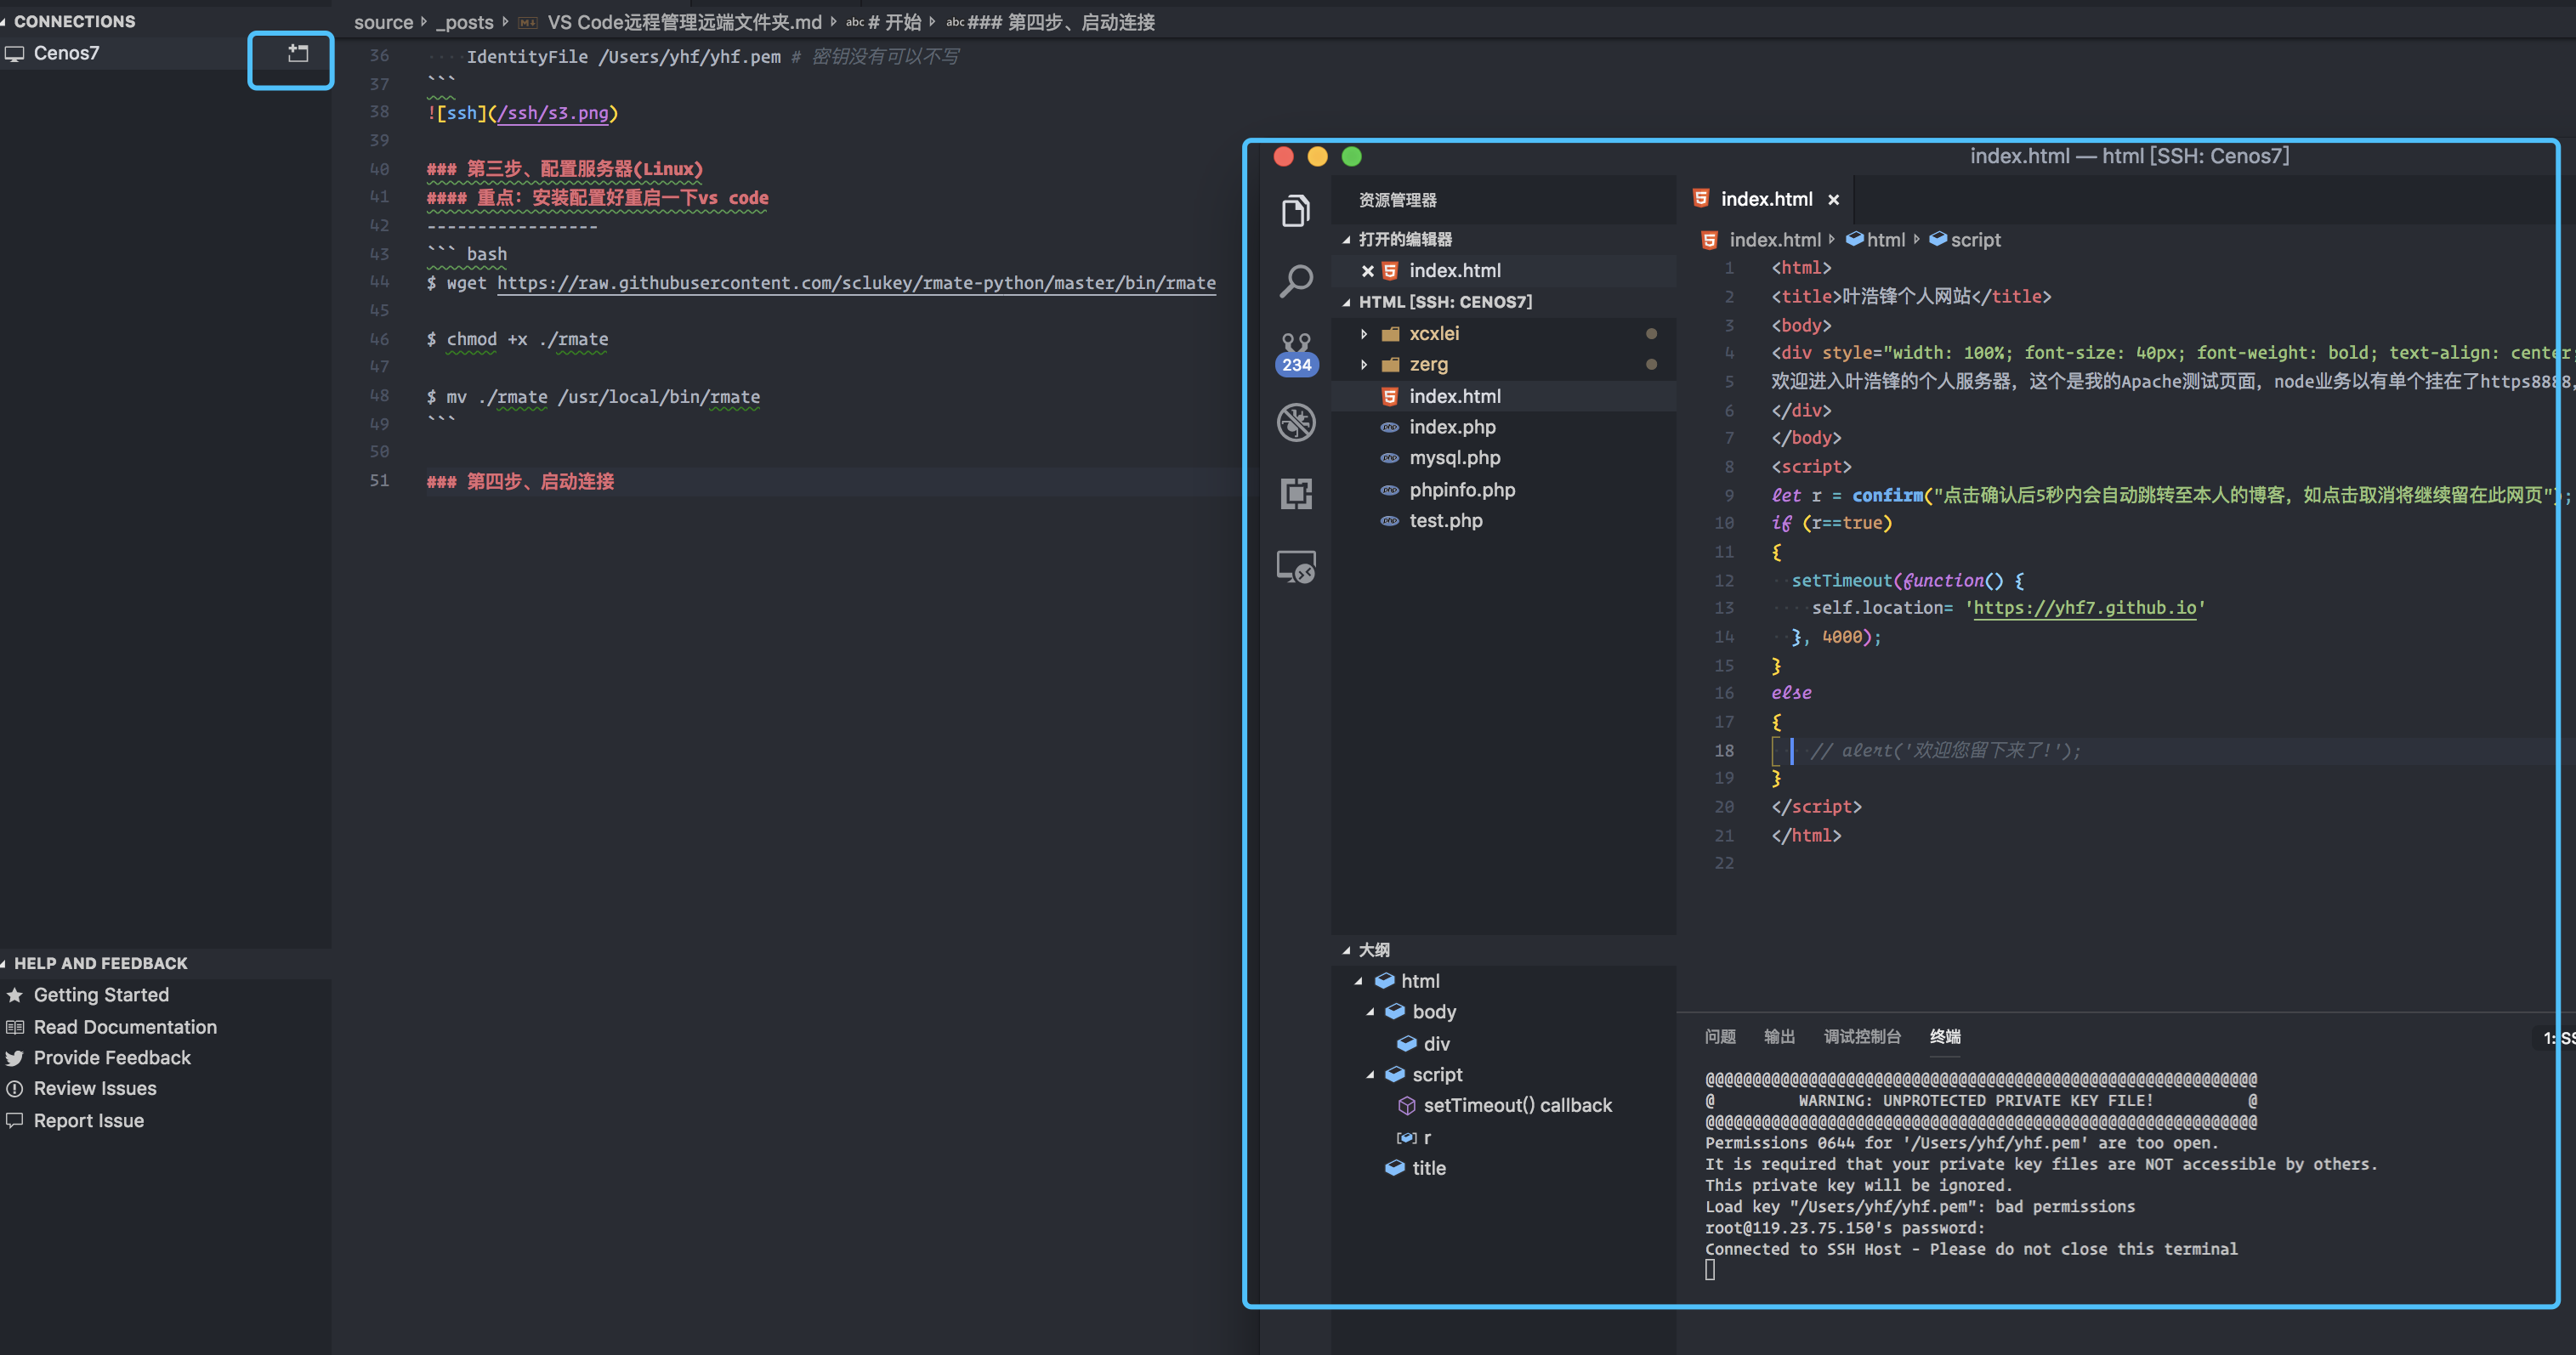 CONNECTIONS
Cenos7
source _posts VS Code远程管理远端文件夹.md abc # 开始 abc ### 第四步、启动连接
36 IdentityFile /Users/yhf/yhf.pem # 密钥没有可以不写
37 ```
38 ![ssh](/ssh/s3.png)
39
40 ### 第三步、配置服务器(Linux)
41 #### 重点：安装配置好重启一下vs code
42 -----------------
43 ``` bash
44 $ wget https://raw.githubusercontent.com/sclukey/rmate-python/master/bin/rmate
45
46 $ chmod +x ./rmate
47
48 $ mv ./rmate /usr/local/bin/rmate
49 ```
50
51 ### 第四步、启动连接
HELP AND FEEDBACK
Getting Started
Read Documentation
Provide Feedback
Review Issues
Report Issue
index.html — html [SSH: Cenos7]
234
资源管理器
打开的编辑器
index.html
HTML [SSH: CENOS7]
xcxlei
zerg
index.html
index.php
mysql.php
phpinfo.php
test.php
大纲
html
body
div
script
setTimeout() callback
r
title
index.html
index.html html script
1 <html>
2 <title>叶浩锋个人网站</title>
3 <body>
4 <div style="width: 100%; font-size: 40px; font-weight: bold; text-align: center;
5 欢迎进入叶浩锋的个人服务器，这个是我的Apache测试页面，node业务以有单个挂在了https8888，
6 </div>
7 </body>
8 <script>
9 let r = confirm("点击确认后5秒内会自动跳转至本人的博客，如点击取消将继续留在此网页");
10 if (r==true)
11 {
12 setTimeout(function() {
13 self.location= 'https://yhf7.github.io'
14 }, 4000);
15 }
16 else
17 {
18 // alert('欢迎您留下来了!');
19 }
20 </script>
21 </html>
22
问题 输出 调试控制台 终端 1: SS
@@@@@@@@@@@@@@@@@@@@@@@@@@@@@@@@@@@@@@@@@@@@@@@@@@@@@@@@@@@
@         WARNING: UNPROTECTED PRIVATE KEY FILE!          @
@@@@@@@@@@@@@@@@@@@@@@@@@@@@@@@@@@@@@@@@@@@@@@@@@@@@@@@@@@@
Permissions 0644 for '/Users/yhf/yhf.pem' are too open.
It is required that your private key files are NOT accessible by others.
This private key will be ignored.
Load key "/Users/yhf/yhf.pem": bad permissions
root@119.23.75.150's password:
Connected to SSH Host - Please do not close this terminal